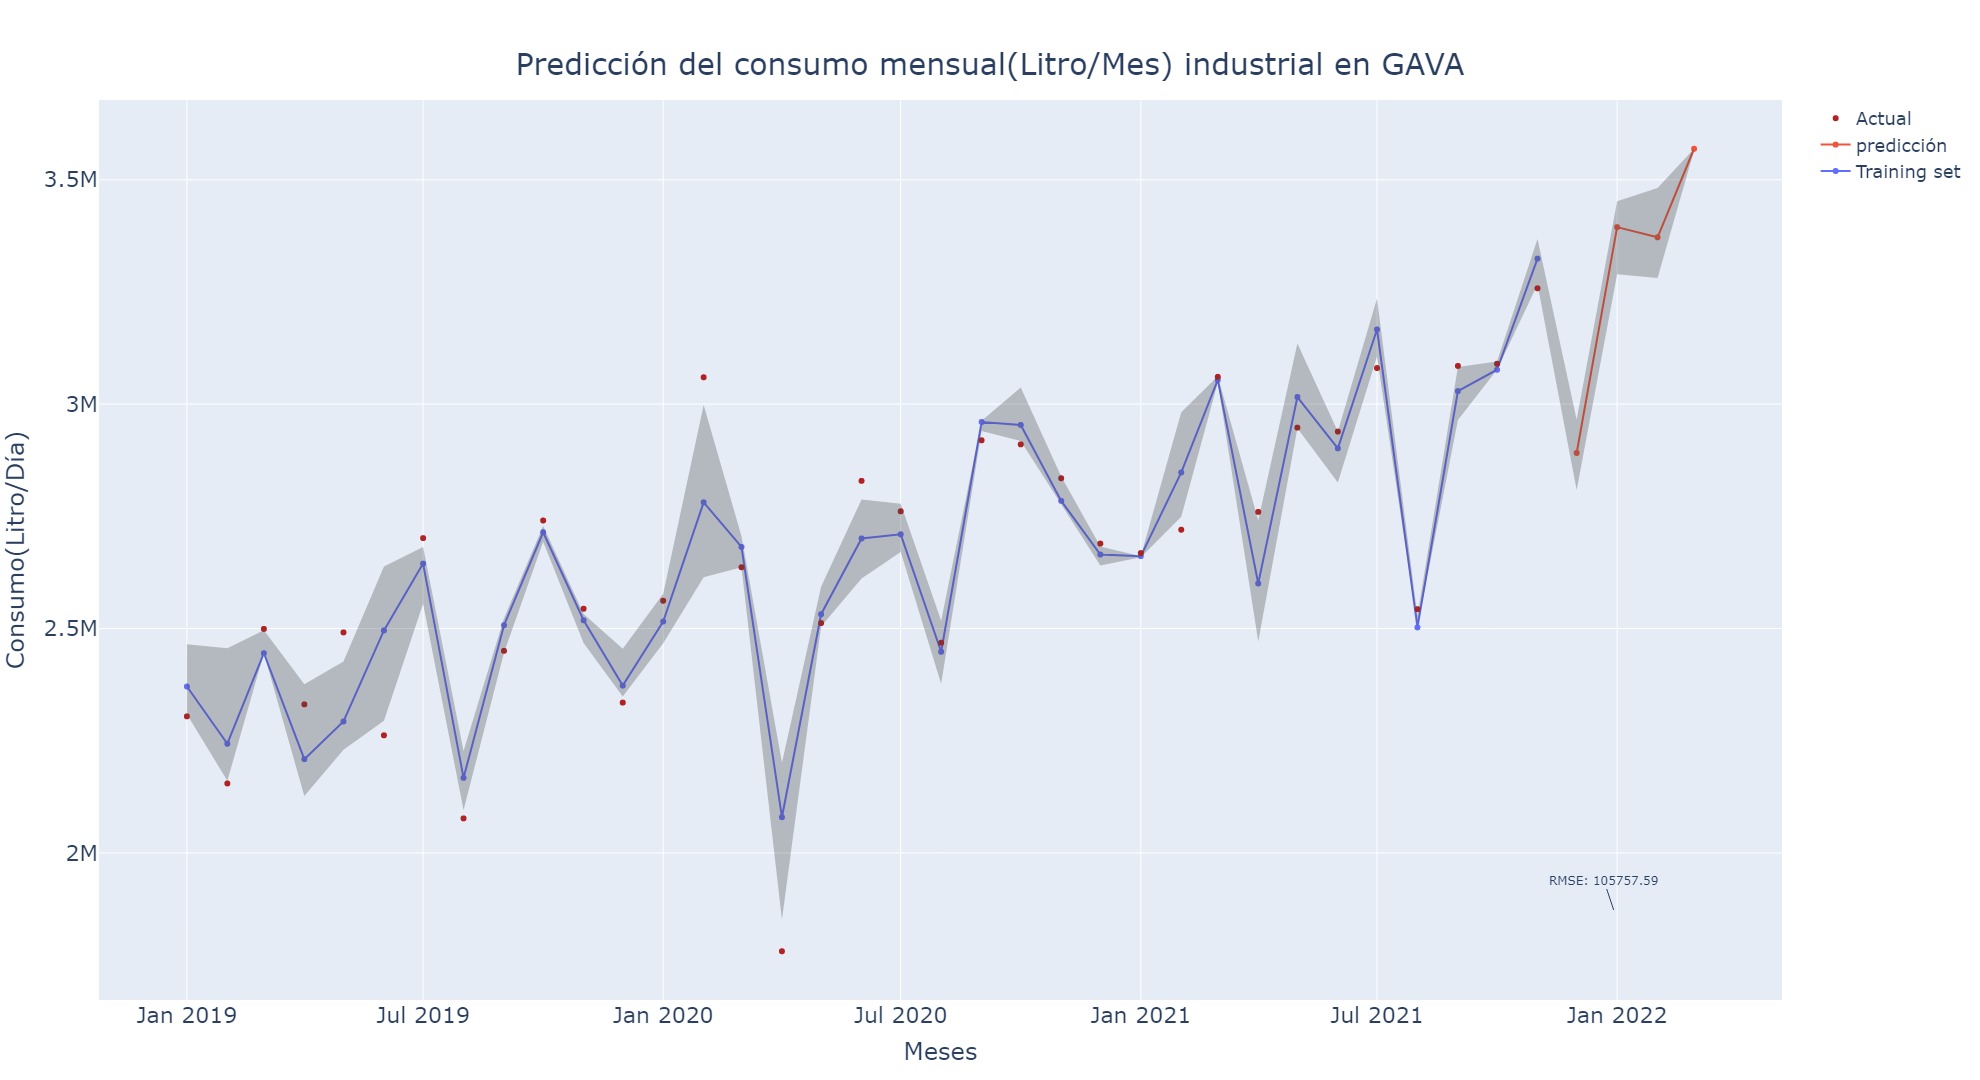 Predicción del consumo mensual(Litro/Mes) industrial en GAVA
Actual
predicción
Training set
3.5M
3M
2.5M
2M
Consumo(Litro/Día)
RMSE: 105757.59
Jan 2019
Jul 2019
Jan 2020
Jul 2020
Jan 2021
Jul 2021
Jan 2022
Meses